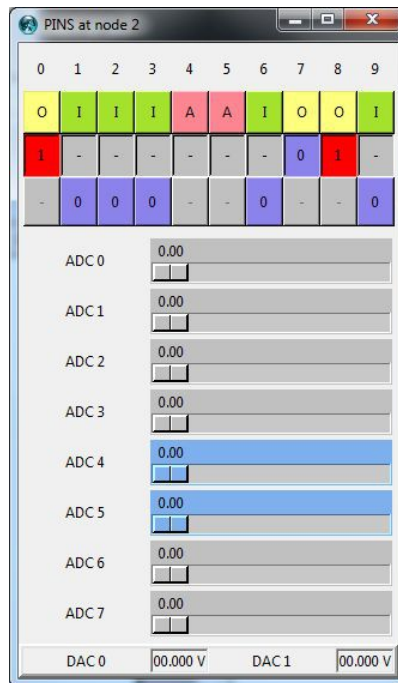 PINS at node 2
0 1 2 3 4 5 6 7 8 9
O I I I A A I O O I
1 - - - - - - 0 1 -
- 0 0 0 - - 0 - - 0
0.00
ADC 0
0.00
ADC 1
0.00
ADC 2
0.00
ADC 3
0.00
ADC 4
0.00
ADC 5
0.00
ADC 6
0.00
ADC 7
DAC 0 00.000 V DAC 1 00.000 V